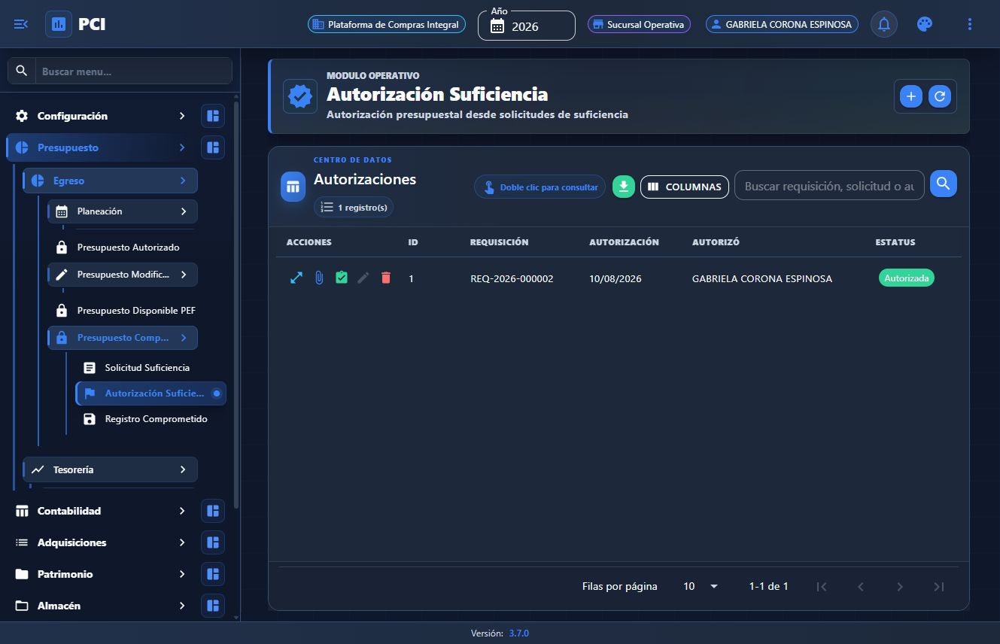 PCI
Plataforma de Compras Integral
Año
2026
Sucursal Operativa
GABRIELA CORONA ESPINOSA
Buscar menu...
Configuración
Presupuesto
Egreso
Planeación
Presupuesto Autorizado
Presupuesto Modific...
Presupuesto Disponible PEF
Presupuesto Comp...
Solicitud Suficiencia
Autorización Suficie...
Registro Comprometido
Tesorería
Contabilidad
Adquisiciones
Patrimonio
Almacén
MODULO OPERATIVO
Autorización Suficiencia
Autorización presupuestal desde solicitudes de suficiencia
CENTRO DE DATOS
Autorizaciones
1 registro(s)
Doble clic para consultar
COLUMNAS
Buscar requisición, solicitud o au
ACCIONES ID REQUISICIÓN AUTORIZACIÓN AUTORIZÓ ESTATUS
1 REQ-2026-000002 10/08/2026 GABRIELA CORONA ESPINOSA Autorizada
Filas por página 10 1-1 de 1
Versión: 3.7.0